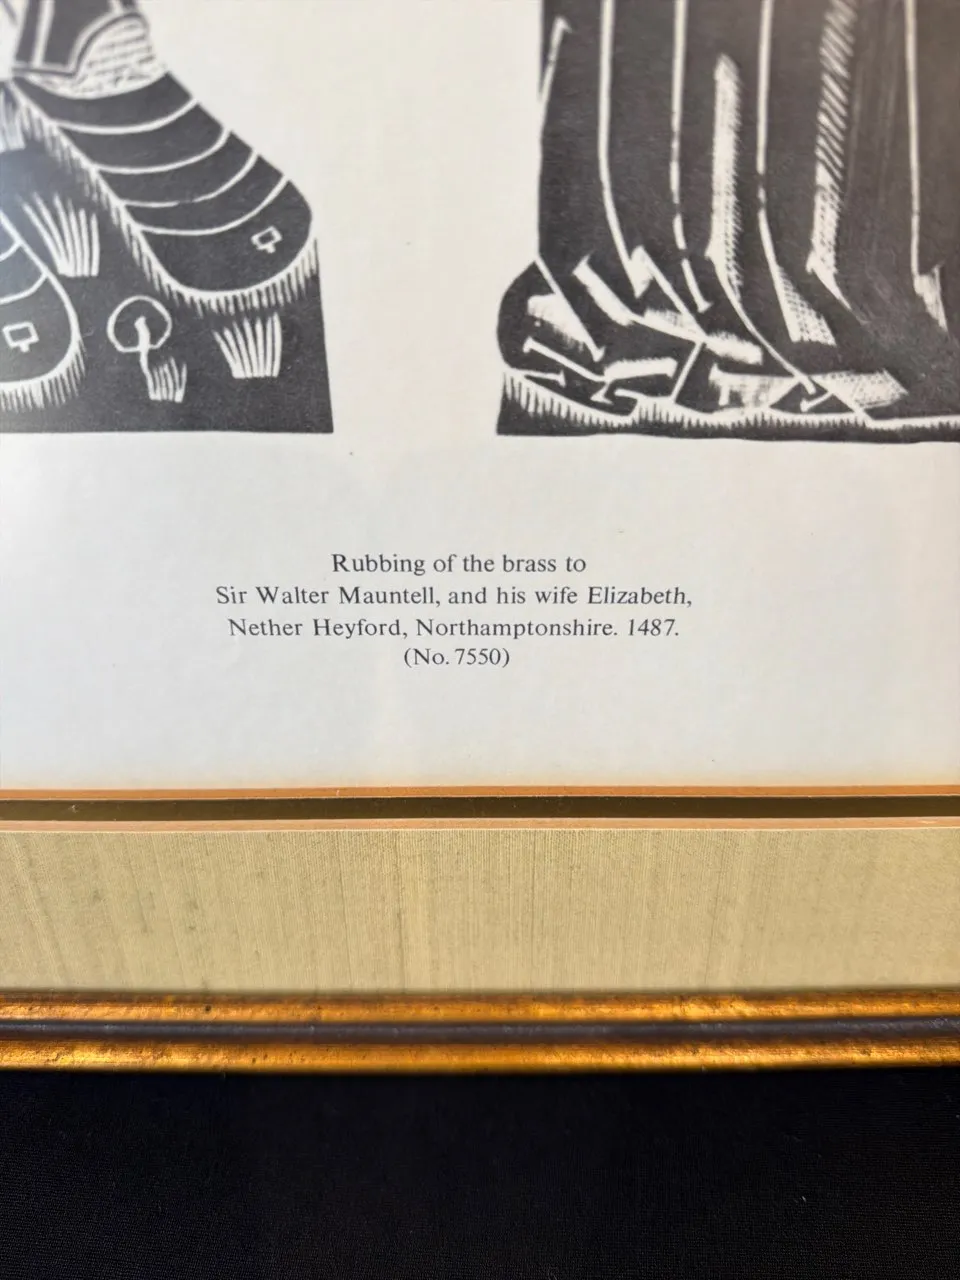 Rubbing of the brass to
Sir Walter Mauntell, and his wife Elizabeth,
Nether Heyford, Northamptonshire. 1487.
(No. 7550)